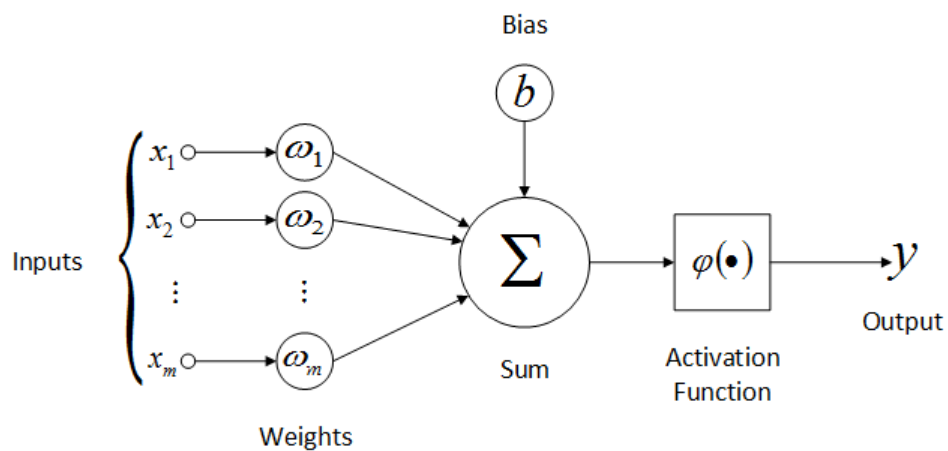 Bias
b
x₁ ω₁
x₂ ω₂
Inputs
⋮ ⋮
Σ
φ(•)
y
Output
xₘ ωₘ
Sum
Activation
Function
Weights